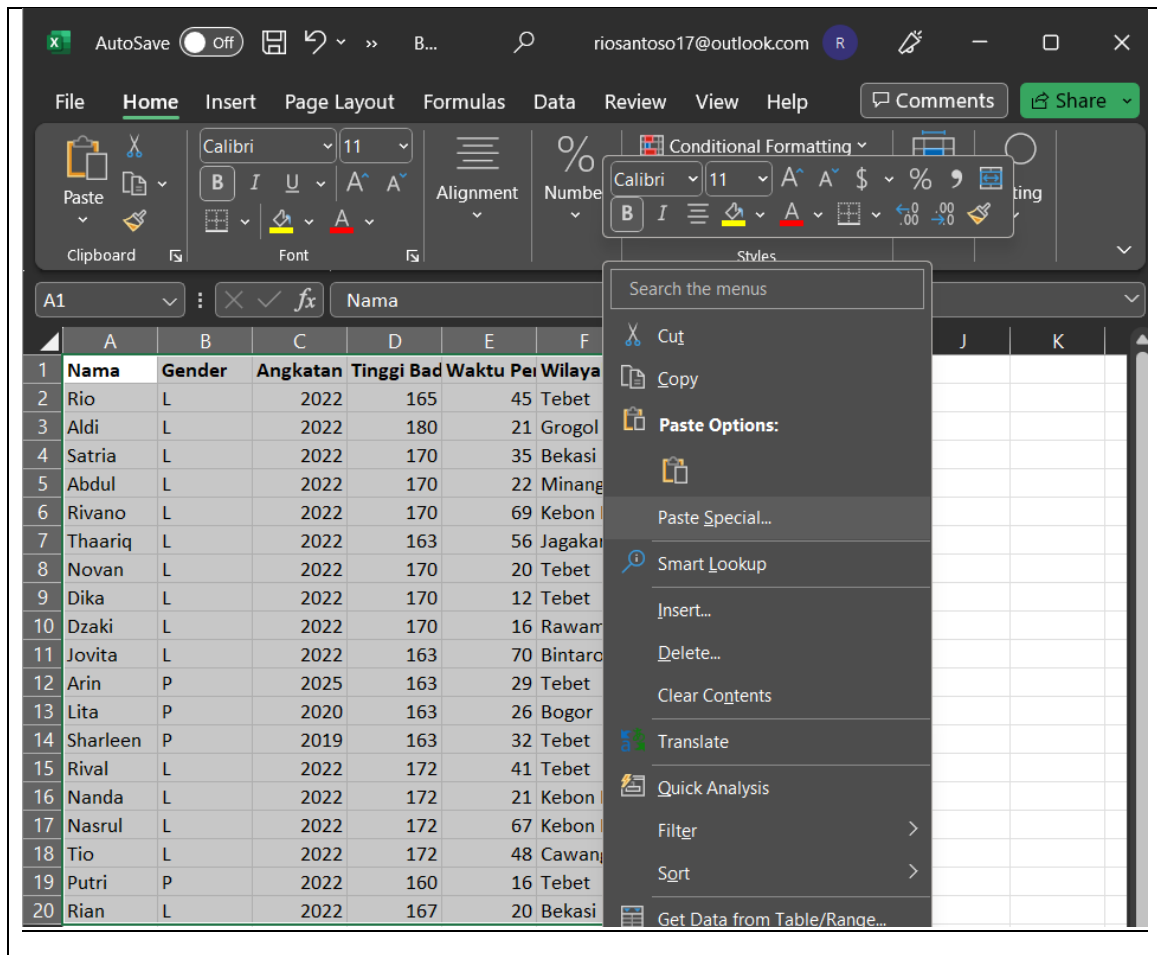 AutoSave Off B... riosantoso17@outlook.com R
File Home Insert Page Layout Formulas Data Review View Help Comments Share
Calibri 11 % Conditional Formatting
Calibri 11 A A $ % 9
B I U A A
B I A .00
Paste Alignment Numbe ting
Clipboard Font Styles
A1 fx Nama
Search the menus
Cut
Copy
Paste Options:
Paste Special...
Smart Lookup
Insert...
Delete...
Clear Contents
Translate
Quick Analysis
Filter
Sort
Get Data from Table/Range...
A B C D E F J K
1 Nama Gender Angkatan Tinggi Bad Waktu Per Wilaya
2 Rio L 2022 165 45 Tebet
3 Aldi L 2022 180 21 Grogol
4 Satria L 2022 170 35 Bekasi
5 Abdul L 2022 170 22 Minang
6 Rivano L 2022 170 69 Kebon
7 Thaariq L 2022 163 56 Jagakar
8 Novan L 2022 170 20 Tebet
9 Dika L 2022 170 12 Tebet
10 Dzaki L 2022 170 16 Rawam
11 Jovita L 2022 163 70 Bintaro
12 Arin P 2025 163 29 Tebet
13 Lita P 2020 163 26 Bogor
14 Sharleen P 2019 163 32 Tebet
15 Rival L 2022 172 41 Tebet
16 Nanda L 2022 172 21 Kebon
17 Nasrul L 2022 172 67 Kebon
18 Tio L 2022 172 48 Cawang
19 Putri P 2022 160 16 Tebet
20 Rian L 2022 167 20 Bekasi